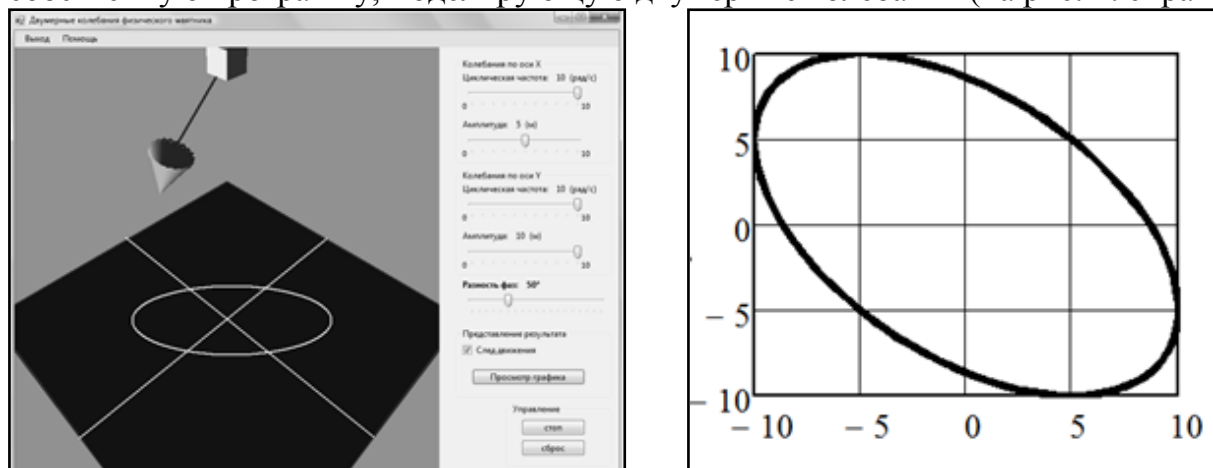 Двумерные колебания физического маятника
Выход Помощь
Колебания по оси X
Циклическая частота: 10 (рад/с)
0 10
Амплитуда: 5 (м)
0 10
Колебания по оси Y
Циклическая частота: 10 (рад/с)
0 10
Амплитуда: 10 (м)
0 10
Разность фаз: 50°
Представление результата
След движения
Просмотр графика
Управление
стоп
сброс
10
5
0
– 5
– 10
– 10 – 5 0 5 10